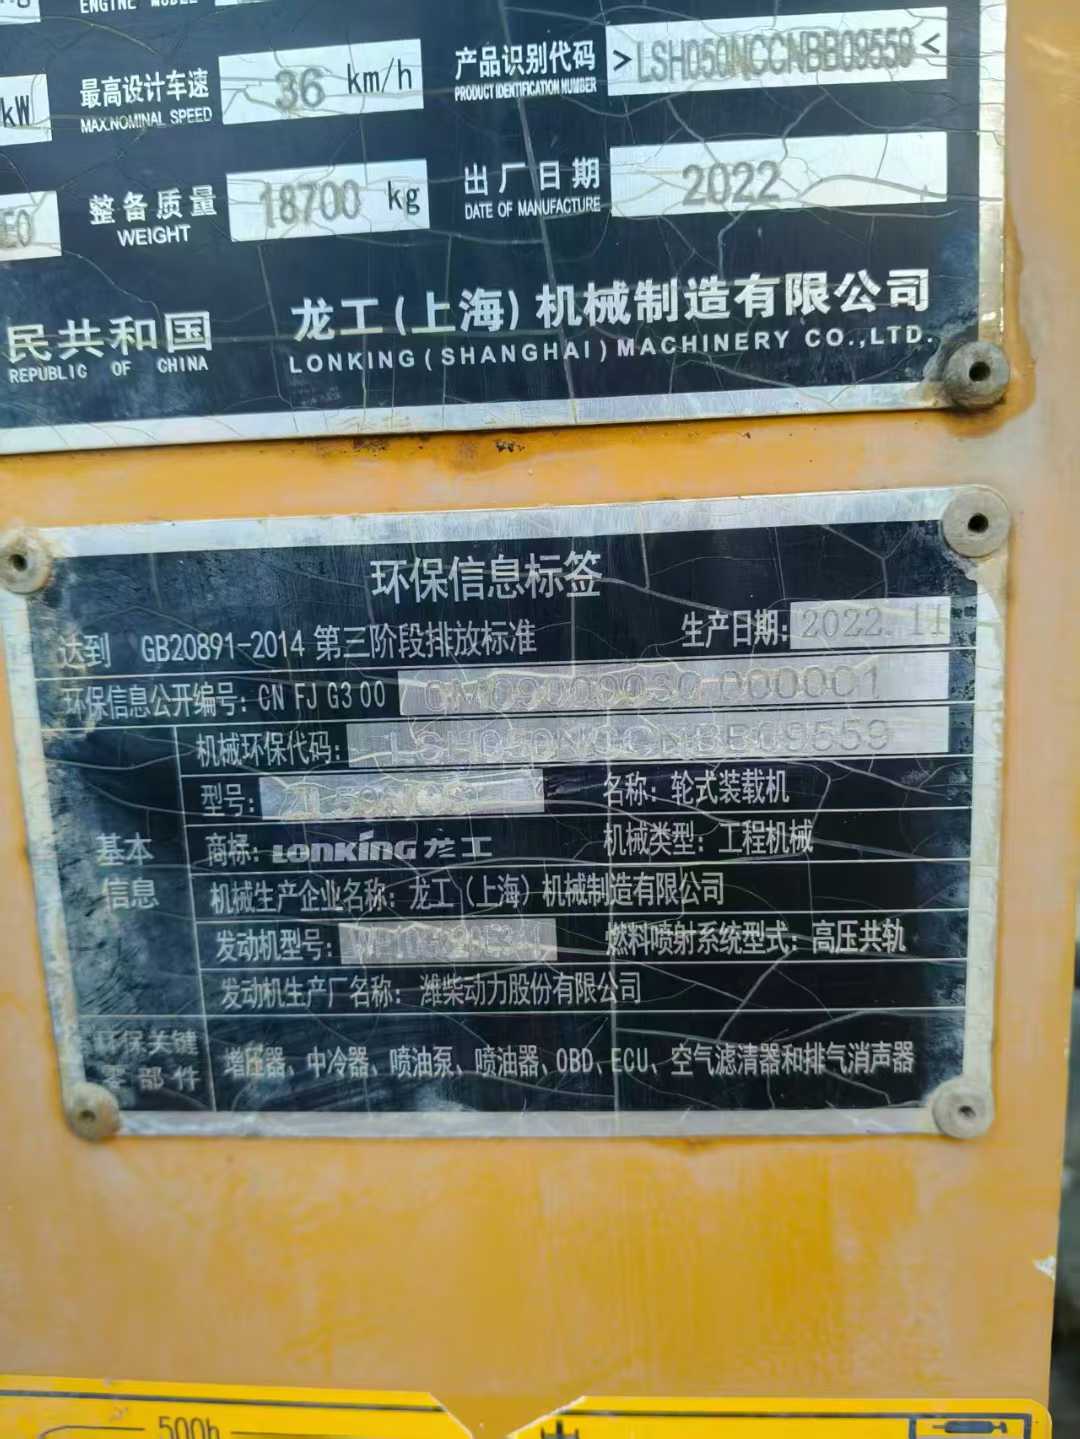 ENGINE MODEL
kW 最高设计车速 36 km/h 产品识别代码 >LSH050NCCNBB09559<
MAX.NOMINAL SPEED PRODUCT IDENTIFICATION NUMBER
整备质量 18700 kg 出厂日期 2022
WEIGHT DATE OF MANUFACTURE
民共和国 龙工(上海)机械制造有限公司
REPUBLIC OF CHINA LONKING(SHANGHAI)MACHINERY CO.,LTD.
环保信息标签
达到 GB20891-2014 第三阶段排放标准 生产日期: 2022.11
环保信息公开编号: CN FJ G3 00
机械环保代码: LSH050NCCNBB09559
型号: 名称: 轮式装载机
基本信息
商标: LONKING 龙工 机械类型: 工程机械
机械生产企业名称: 龙工(上海)机械制造有限公司
发动机型号: 燃料喷射系统型式: 高压共轨
发动机生产厂名称: 潍柴动力股份有限公司
环保关键
零部件
增压器、中冷器、喷油泵、喷油器、OBD、ECU、空气滤清器和排气消声器
500h